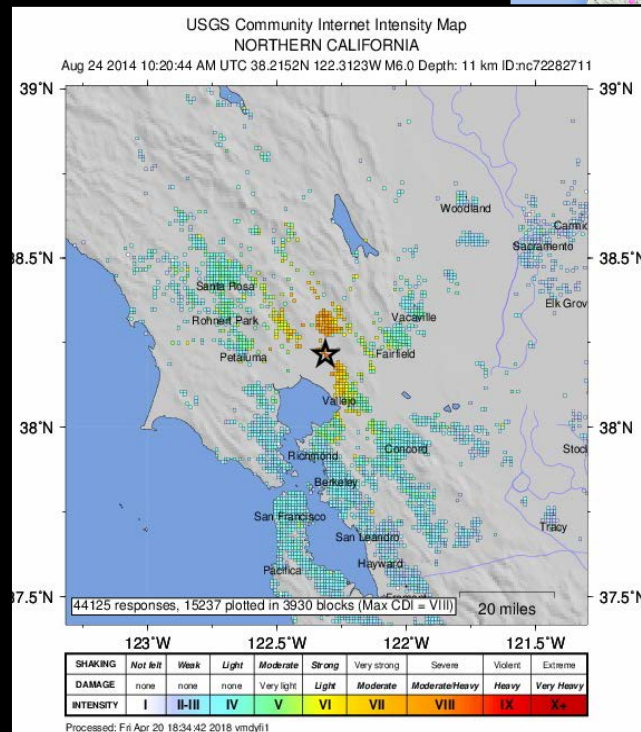 USGS Community Internet Intensity Map
NORTHERN CALIFORNIA
Aug 24 2014 10:20:44 AM UTC 38.2152N 122.3123W M6.0 Depth: 11 km ID:nc72282711
39°N
38.5°
38.5°N
38°N
37.5°
37.5°N
Woodland
Sacramento
Santa Rosa
Elk Grov
Rohnert Park
Vacaville
Petaluma
Fairfield
Vallejo
Concord
Richmond
Berkeley
San Francisco
Tracy
San Leandro
Hayward
Pacifica
44125 responses, 15237 plotted in 3930 blocks (Max CDI = VIII)
20 miles
123°W 122.5°W 122°W 121.5°W
SHAKING Not felt Weak Light Moderate Strong Very strong Severe Violent Extreme
DAMAGE none none none Very light Light Moderate Moderate/Heavy Heavy Very Heavy
INTENSITY I II-III IV V VI VII VIII IX X+
Processed: Fri Apr 20 18:34:42 2018 vmdyfi1